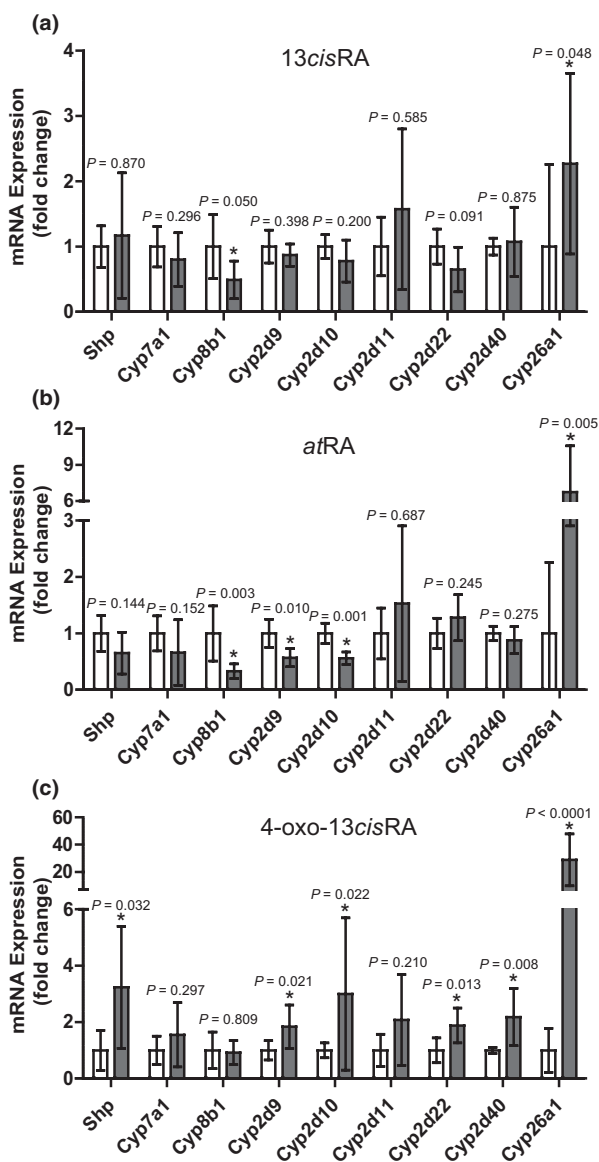 (a)
13cisRA
mRNA Expression
(fold change)
4
3
2
1
0
P = 0.870
P = 0.296
P = 0.050
*
P = 0.398
P = 0.200
P = 0.585
P = 0.091
P = 0.875
P = 0.048
*
Shp
Cyp7a1
Cyp8b1
Cyp2d9
Cyp2d10
Cyp2d11
Cyp2d22
Cyp2d40
Cyp26a1
(b)
atRA
mRNA Expression
(fold change)
12
9
6
3
2
1
0
P = 0.144
P = 0.152
P = 0.003
*
P = 0.010
*
P = 0.001
*
P = 0.687
P = 0.245
P = 0.275
P = 0.005
*
Shp
Cyp7a1
Cyp8b1
Cyp2d9
Cyp2d10
Cyp2d11
Cyp2d22
Cyp2d40
Cyp26a1
(c)
4-oxo-13cisRA
mRNA Expression
(fold change)
60
40
20
6
4
2
0
P = 0.032
*
P = 0.297
P = 0.809
P = 0.021
*
P = 0.022
*
P = 0.210
P = 0.013
*
P = 0.008
*
P < 0.0001
*
Shp
Cyp7a1
Cyp8b1
Cyp2d9
Cyp2d10
Cyp2d11
Cyp2d22
Cyp2d40
Cyp26a1